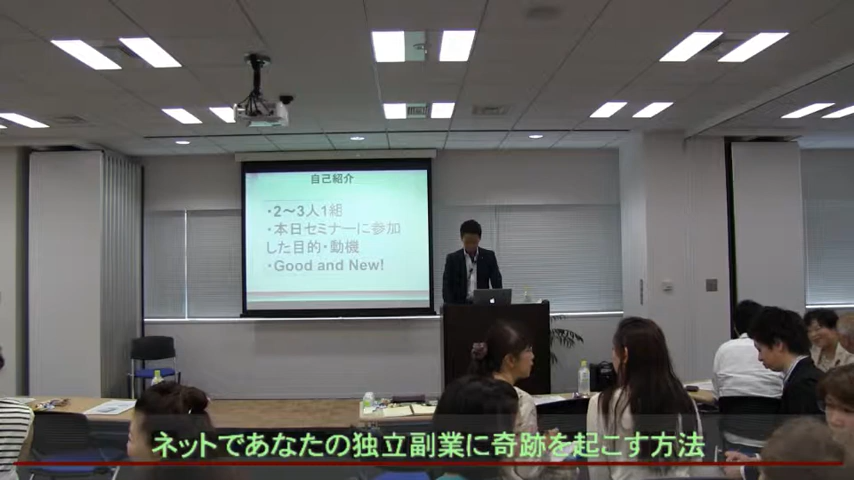 自己紹介
・2～3人1組
・本日セミナーに参加
した目的・動機
・Good and New!
ネットであなたの独立副業に奇跡を起こす方法